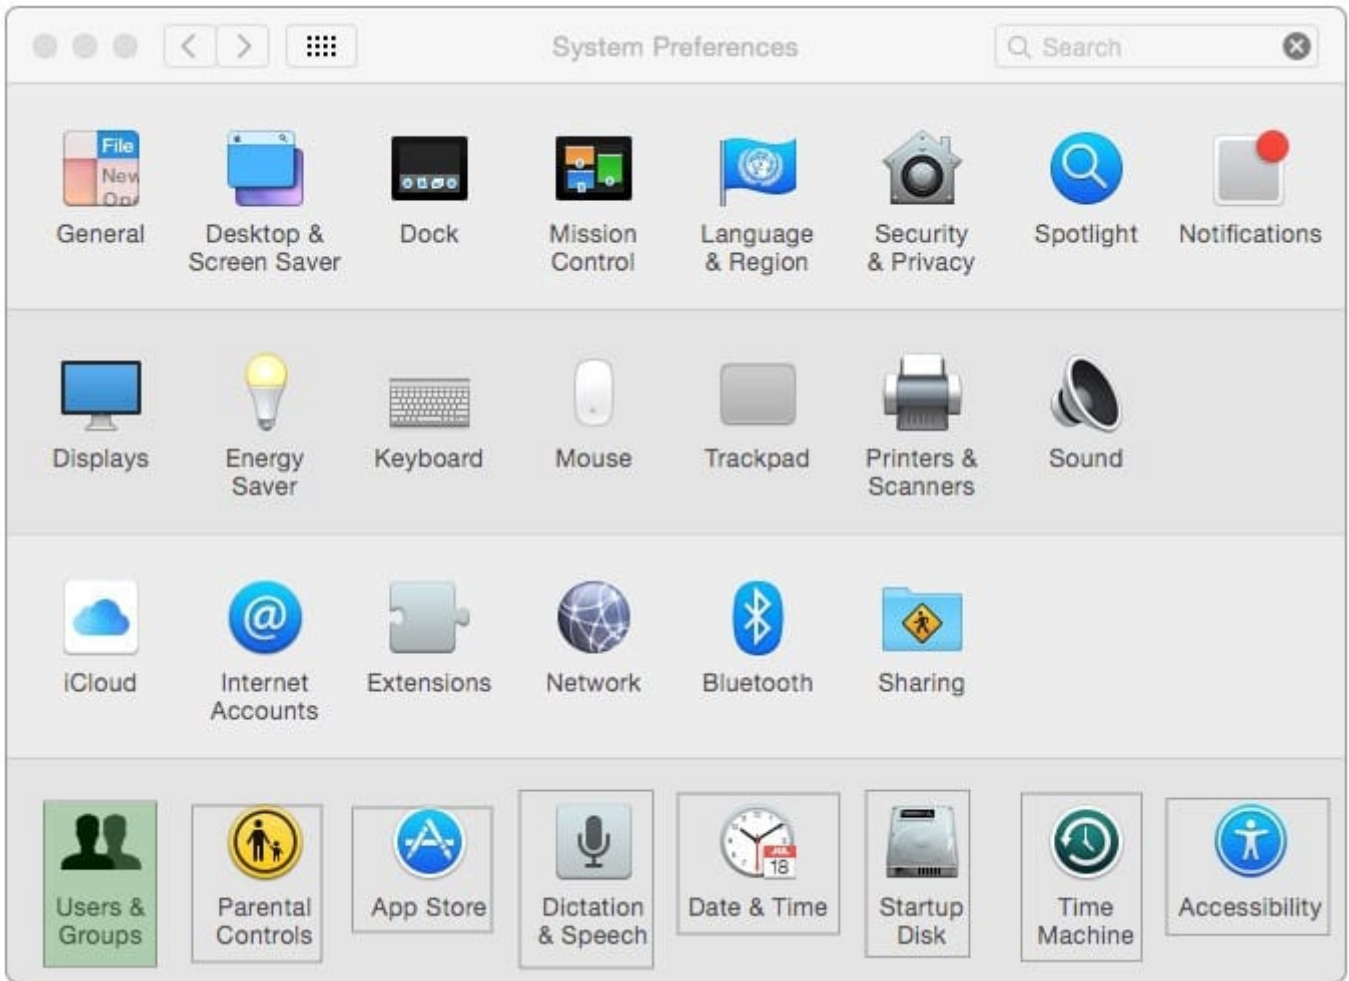 System Preferences
Search
File
New
General
Desktop &
Screen Saver
Dock
Mission
Control
Language
& Region
Security
& Privacy
Spotlight
Notifications
Displays
Energy
Saver
Keyboard
Mouse
Trackpad
Printers &
Scanners
Sound
@
iCloud
Internet
Accounts
Extensions
Network
Bluetooth
Sharing
JUL
18
Users &
Groups
Parental
Controls
App Store
Dictation
& Speech
Date & Time
Startup
Disk
Time
Machine
Accessibility